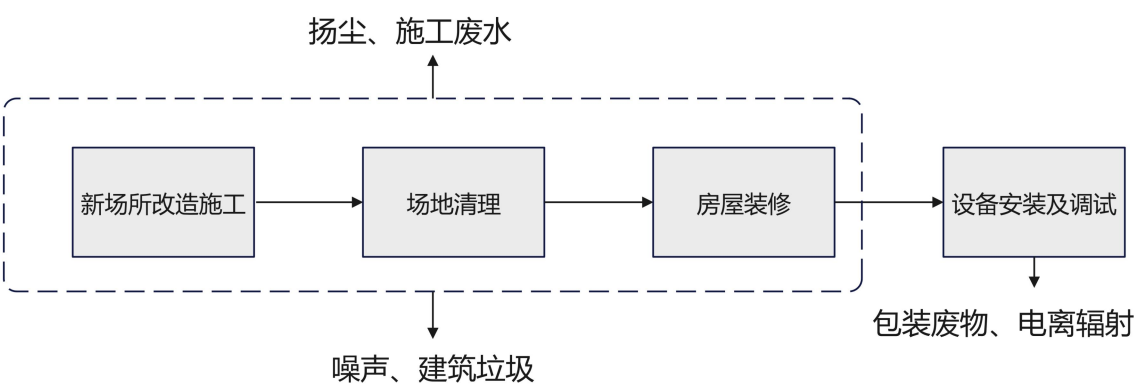 扬尘、施工废水
新场所改造施工
场地清理
房屋装修
设备安装及调试
包装废物、电离辐射
噪声、建筑垃圾